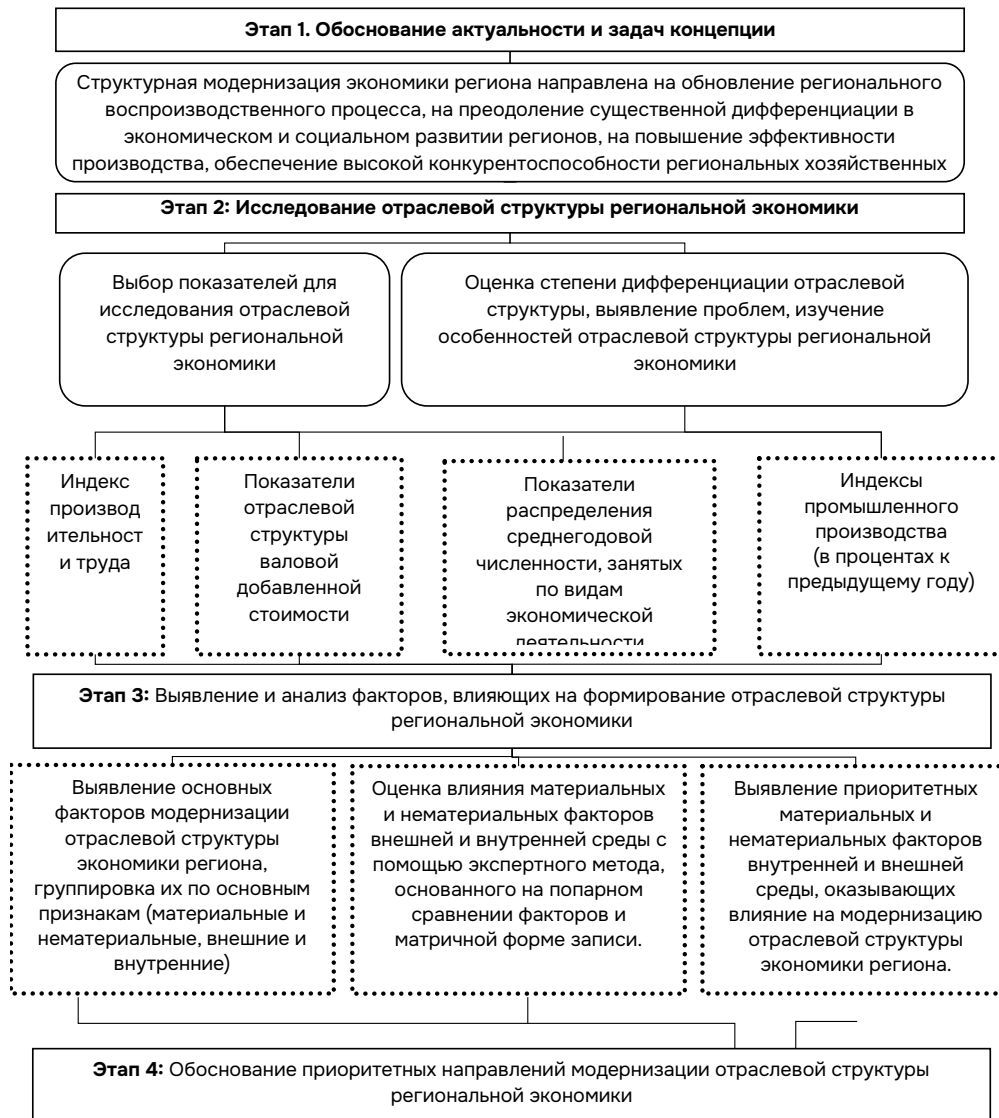 Этап 1. Обоснование актуальности и задач концепции
Структурная модернизация экономики региона направлена на обновление регионального
воспроизводственного процесса, на преодоление существенной дифференциации в
экономическом и социальном развитии регионов, на повышение эффективности
производства, обеспечение высокой конкурентоспособности региональных хозяйственных
Этап 2: Исследование отраслевой структуры региональной экономики
Выбор показателей для
исследования отраслевой
структуры региональной
экономики
Оценка степени дифференциации отраслевой
структуры, выявление проблем, изучение
особенностей отраслевой структуры региональной
экономики
Индекс
производ
ительност
и труда
Показатели
отраслевой
структуры
валовой
добавленной
стоимости
Показатели
распределения
среднегодовой
численности, занятых
по видам
экономической
деятельности
Индексы
промышленного
производства
(в процентах к
предыдущему году)
Этап 3: Выявление и анализ факторов, влияющих на формирование отраслевой структуры
региональной экономики
Выявление основных
факторов модернизации
отраслевой структуры
экономики региона,
группировка их по основным
признакам (материальные и
нематериальные, внешние и
внутренние)
Оценка влияния материальных
и нематериальных факторов
внешней и внутренней среды с
помощью экспертного метода,
основанного на попарном
сравнении факторов и
матричной форме записи.
Выявление приоритетных
материальных и
нематериальных факторов
внутренней и внешней
среды, оказывающих
влияние на модернизацию
отраслевой структуры
экономики региона.
Этап 4: Обоснование приоритетных направлений модернизации отраслевой структуры
региональной экономики